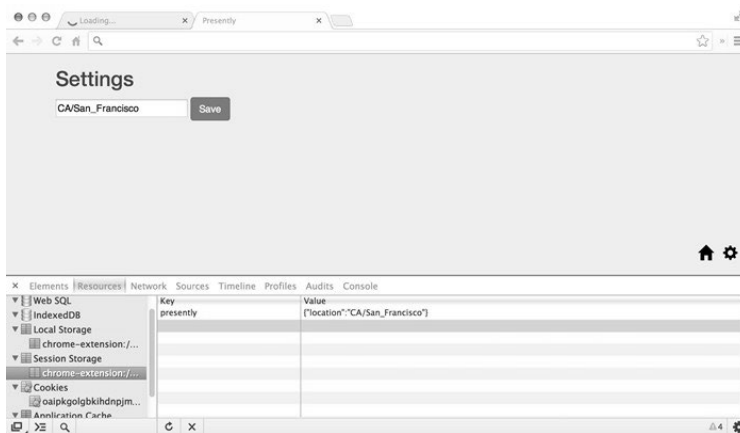 Loading... Presently
Settings
CA/San_Francisco Save
Elements Resources Network Sources Timeline Profiles Audits Console
Web SQL
IndexedDB
Local Storage
chrome-extension:/...
Session Storage
chrome-extension:/...
Cookies
oaipkgolgbkihdnpjm...
Application Cache
Key Value
presently {"location":"CA/San_Francisco"}
4